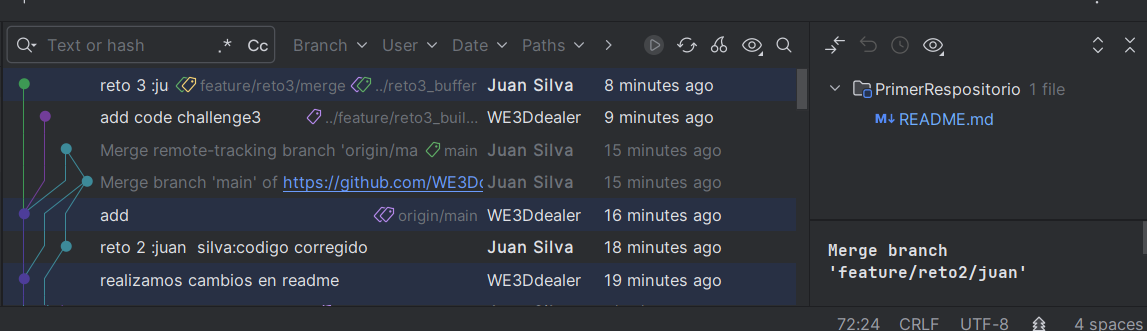 Text or hash .* Cc Branch User Date Paths
reto 3 :ju feature/reto3/merge ../reto3_buffer Juan Silva 8 minutes ago
add code challenge3 ../feature/reto3_buil... WE3Ddealer 9 minutes ago
Merge remote-tracking branch 'origin/ma main Juan Silva 15 minutes ago
Merge branch 'main' of https://github.com/WE3Dc Juan Silva 15 minutes ago
add origin/main WE3Ddealer 16 minutes ago
reto 2 :juan silva:codigo corregido Juan Silva 18 minutes ago
realizamos cambios en readme WE3Ddealer 19 minutes ago
PrimerRespositorio 1 file
M↓ README.md
Merge branch
'feature/reto2/juan'
72:24 CRLF UTF-8 4 spaces